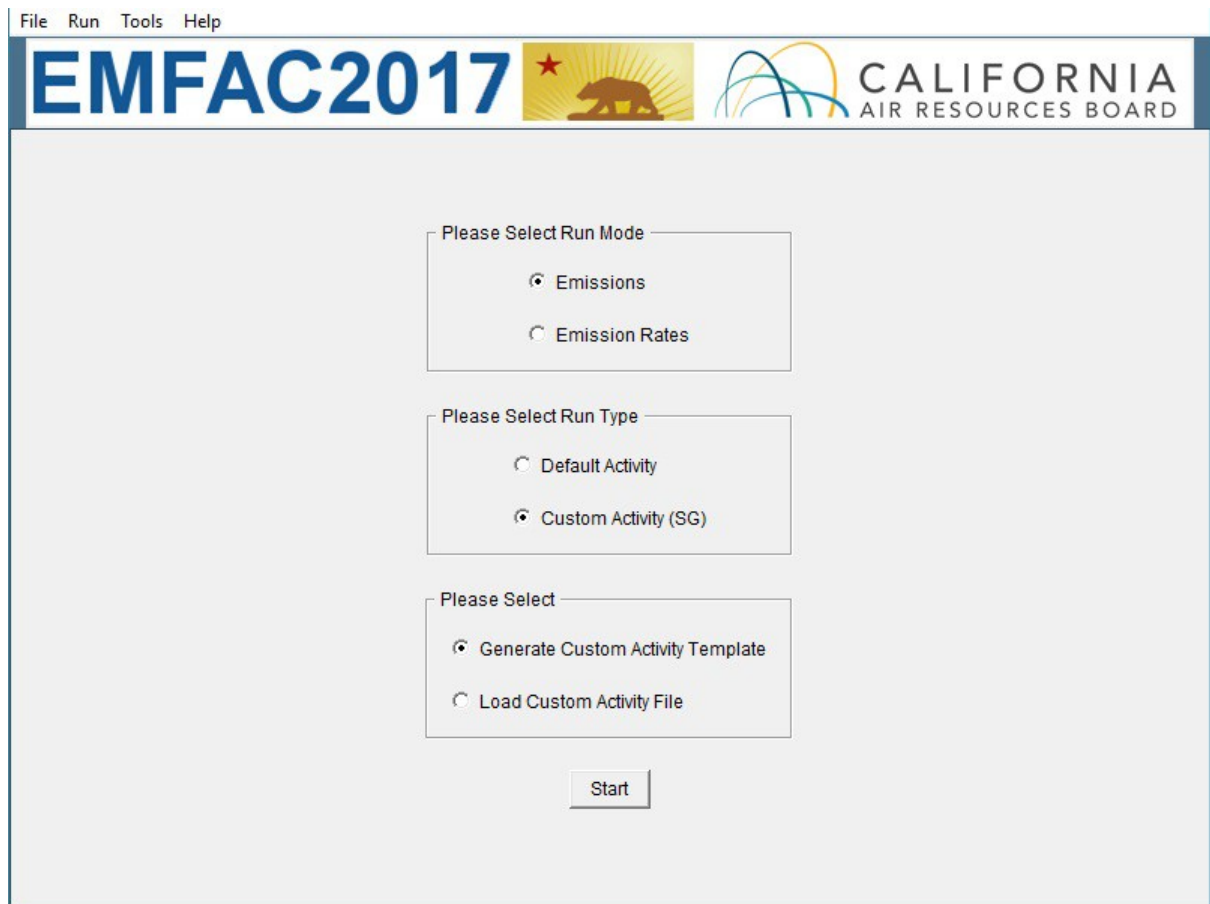 File Run Tools Help
EMFAC2017
CALIFORNIA
AIR RESOURCES BOARD
Please Select Run Mode
Emissions
Emission Rates
Please Select Run Type
Default Activity
Custom Activity (SG)
Please Select
Generate Custom Activity Template
Load Custom Activity File
Start